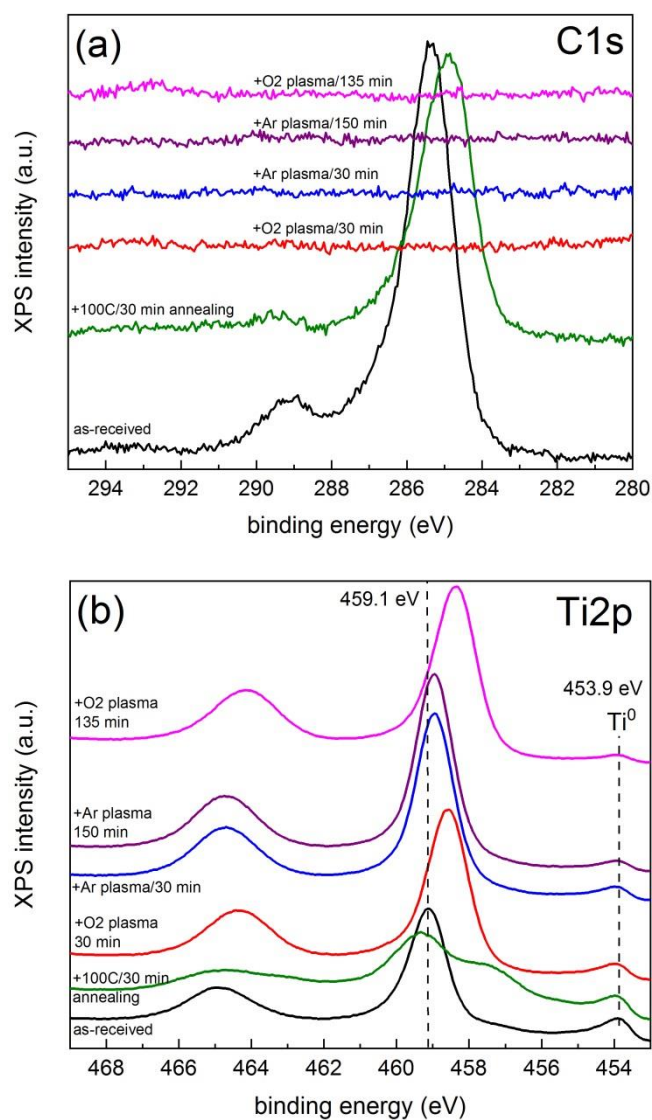 (a)
C1s
+O2 plasma/135 min
+Ar plasma/150 min
+Ar plasma/30 min
+O2 plasma/30 min
+100C/30 min annealing
as-received
XPS intensity (a.u.)
294 292 290 288 286 284 282 280
binding energy (eV)
(b)
459.1 eV
Ti2p
453.9 eV
Ti⁰
+O2 plasma
135 min
+Ar plasma
150 min
+Ar plasma/30 min
+O2 plasma
30 min
+100C/30 min
annealing
as-received
XPS intensity (a.u.)
468 466 464 462 460 458 456 454
binding energy (eV)